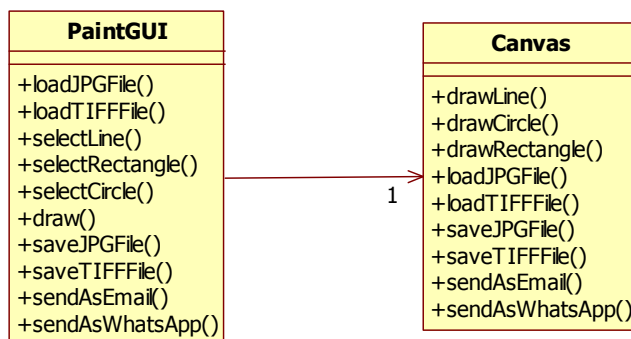 PaintGUI
+loadJPGFile()
+loadTIFFFile()
+selectLine()
+selectRectangle()
+selectCircle()
+draw()
+saveJPGFile()
+saveTIFFFile()
+sendAsEmail()
+sendAsWhatsApp()
1
Canvas
+drawLine()
+drawCircle()
+drawRectangle()
+loadJPGFile()
+loadTIFFFile()
+saveJPGFile()
+saveTIFFFile()
+sendAsEmail()
+sendAsWhatsApp()